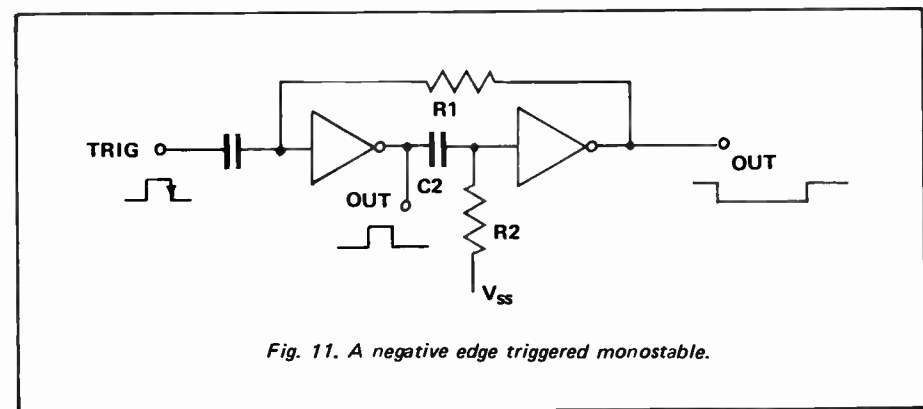 R1
TRIG
C2
OUT
OUT
R2
Vss
Fig. 11. A negative edge triggered monostable.